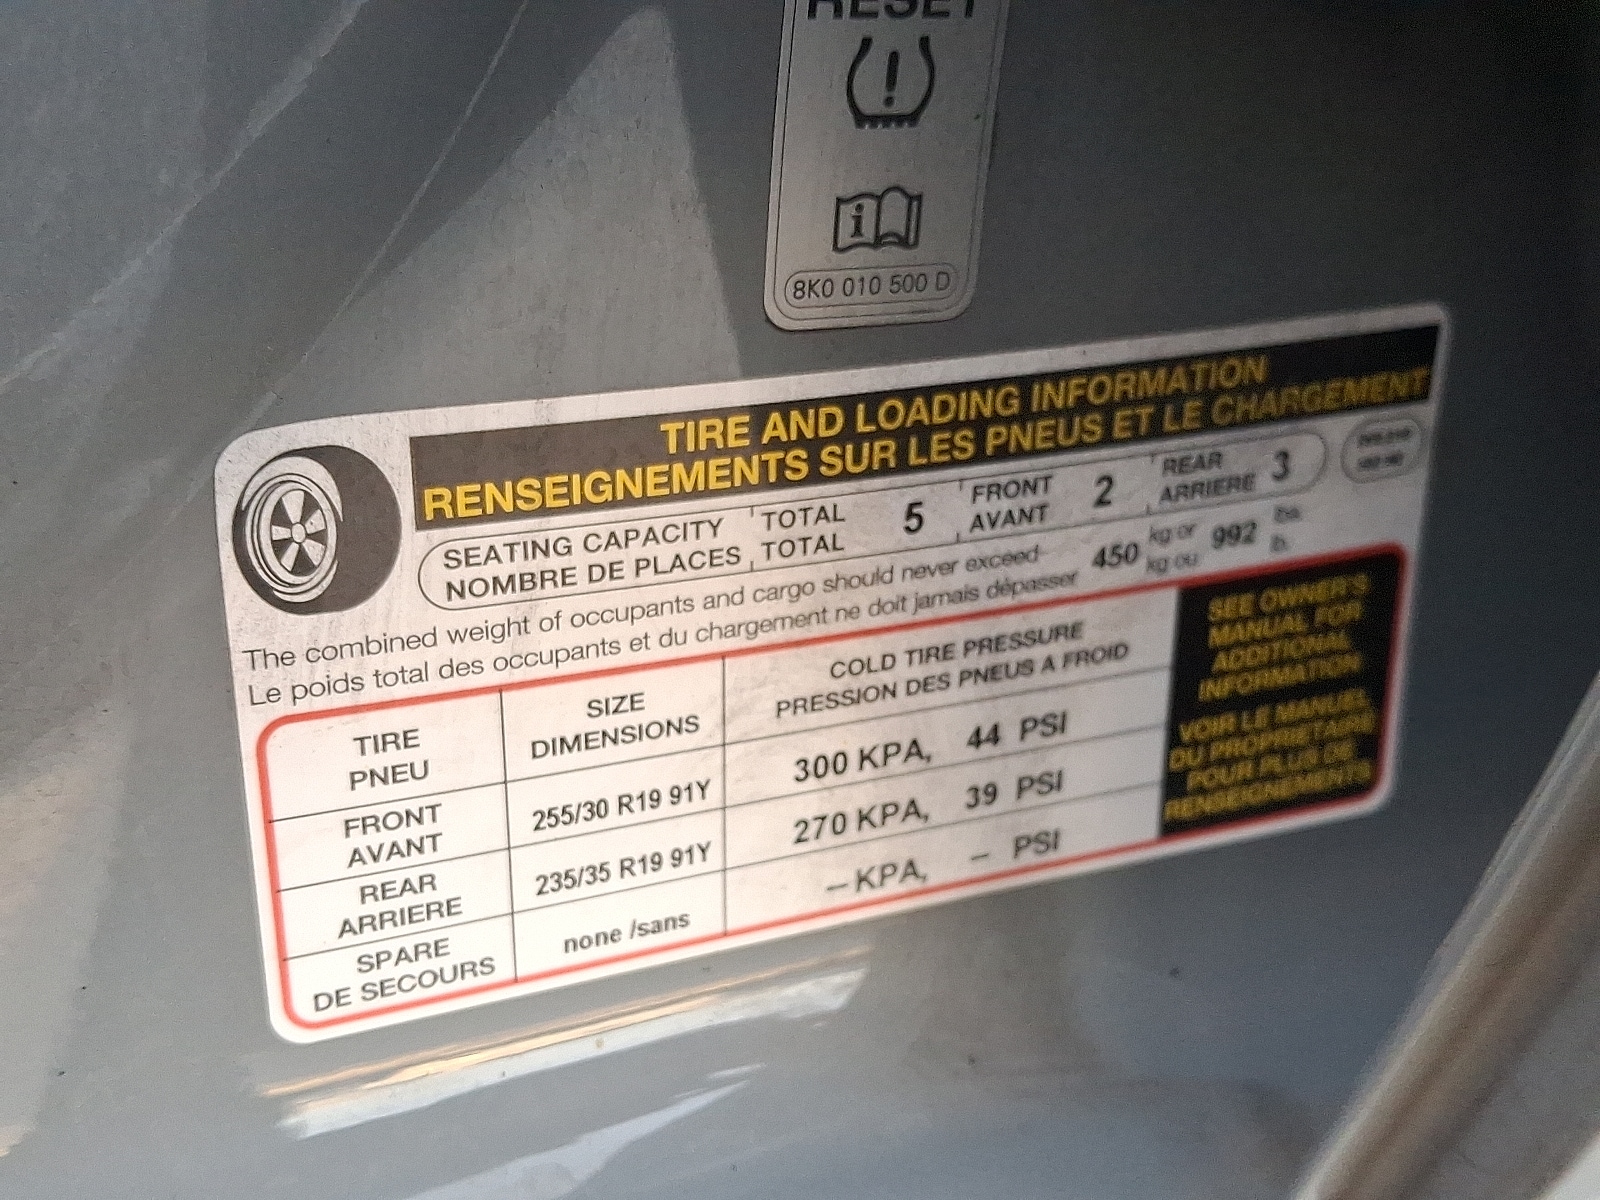 RESET
i
8K0 010 500 D
TIRE AND LOADING INFORMATION
RENSEIGNEMENTS SUR LES PNEUS ET LE CHARGEMENT
SEATING CAPACITY TOTAL 5 FRONT 2 REAR 3
NOMBRE DE PLACES TOTAL AVANT ARRIERE
The combined weight of occupants and cargo should never exceed 450 kg or 992 lbs.
Le poids total des occupants et du chargement ne doit jamais dépasser kg ou lb.
TIRE SIZE COLD TIRE PRESSURE
PNEU DIMENSIONS PRESSION DES PNEUS A FROID
FRONT 255/30 R19 91Y 300 KPA, 44 PSI
AVANT
REAR 235/35 R19 91Y 270 KPA, 39 PSI
ARRIERE
SPARE none /sans – KPA, – PSI
DE SECOURS
SEE OWNER'S
MANUAL FOR
ADDITIONAL
INFORMATION
VOIR LE MANUEL
DU PROPRIETAIRE
POUR PLUS DE
RENSEIGNEMENTS